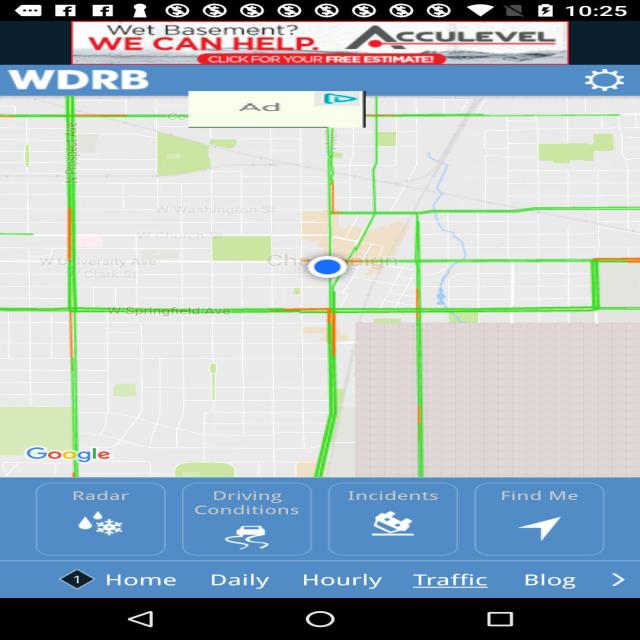 10:25
Wet Basement?
WE CAN HELP.
ACCULEVEL
CLICK FOR YOUR FREE ESTIMATE!
WDRB
Ad
N Prospect Ave
W Washington St
W Church St
W University Ave
W Clark St
W Springfield Ave
Google
Radar
Driving Conditions
Incidents
Find Me
1
Home
Daily
Hourly
Traffic
Blog